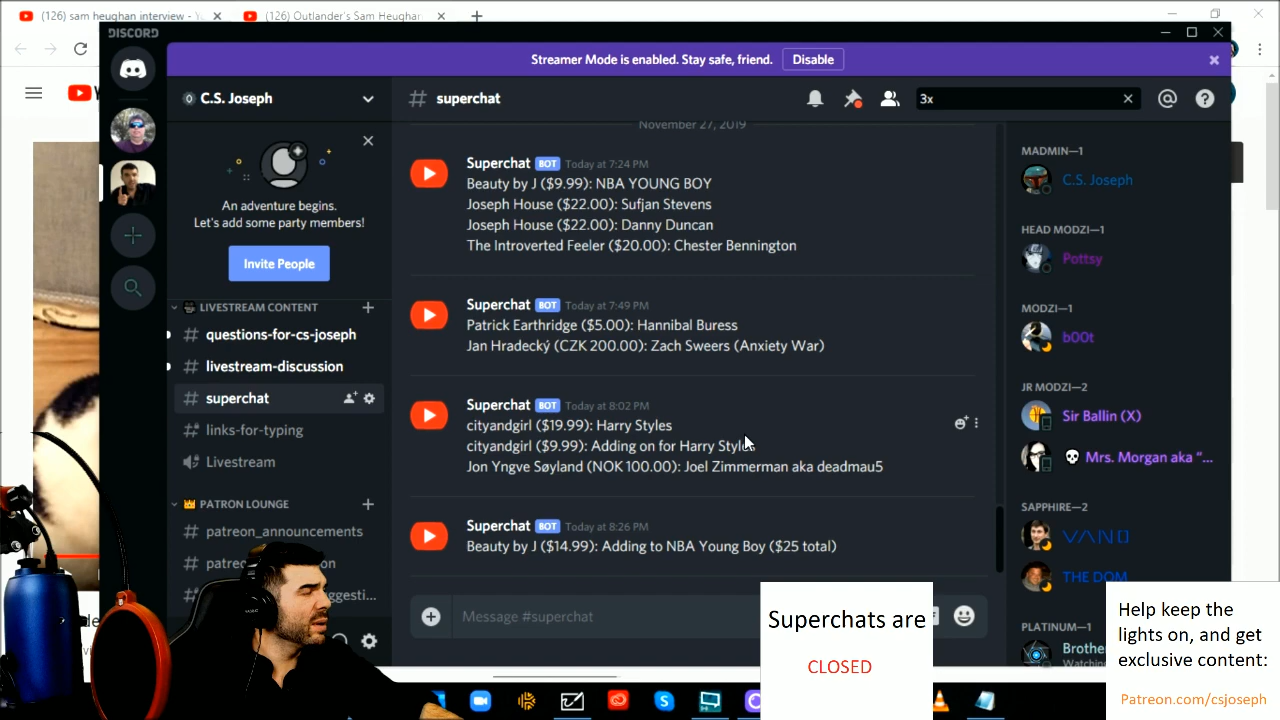 (126) sam heughan interview - Y
(126) Outlander's Sam Heughan
DISCORD
Streamer Mode is enabled. Stay safe, friend.
Disable
C.S. Joseph
# superchat
3x
An adventure begins.
Let's add some party members!
Invite People
LIVESTREAM CONTENT
# questions-for-cs-joseph
# livestream-discussion
# superchat
# links-for-typing
Livestream
PATRON LOUNGE
# patreon_announcements
November 27, 2019
Superchat BOT Today at 7:24 PM
Beauty by J ($9.99): NBA YOUNG BOY
Joseph House ($22.00): Sufjan Stevens
Joseph House ($22.00): Danny Duncan
The Introverted Feeler ($20.00): Chester Bennington
Superchat BOT Today at 7:49 PM
Patrick Earthridge ($5.00): Hannibal Buress
Jan Hradecký (CZK 200.00): Zach Sweers (Anxiety War)
Superchat BOT Today at 8:02 PM
cityandgirl ($19.99): Harry Styles
cityandgirl ($9.99): Adding on for Harry Styles
Jon Yngve Søyland (NOK 100.00): Joel Zimmerman aka deadmau5
Superchat BOT Today at 8:26 PM
Beauty by J ($14.99): Adding to NBA Young Boy ($25 total)
Message #superchat
MADMIN—1
C.S. Joseph
HEAD MODZI—1
Pottsy
MODZI—1
b00t
JR MODZI—2
Sir Ballin (X)
Mrs. Morgan aka “...
SAPPHIRE—2
THE DOM
PLATINUM—1
Brothe
Superchats are
CLOSED
Help keep the
lights on, and get
exclusive content:
Patreon.com/csjoseph